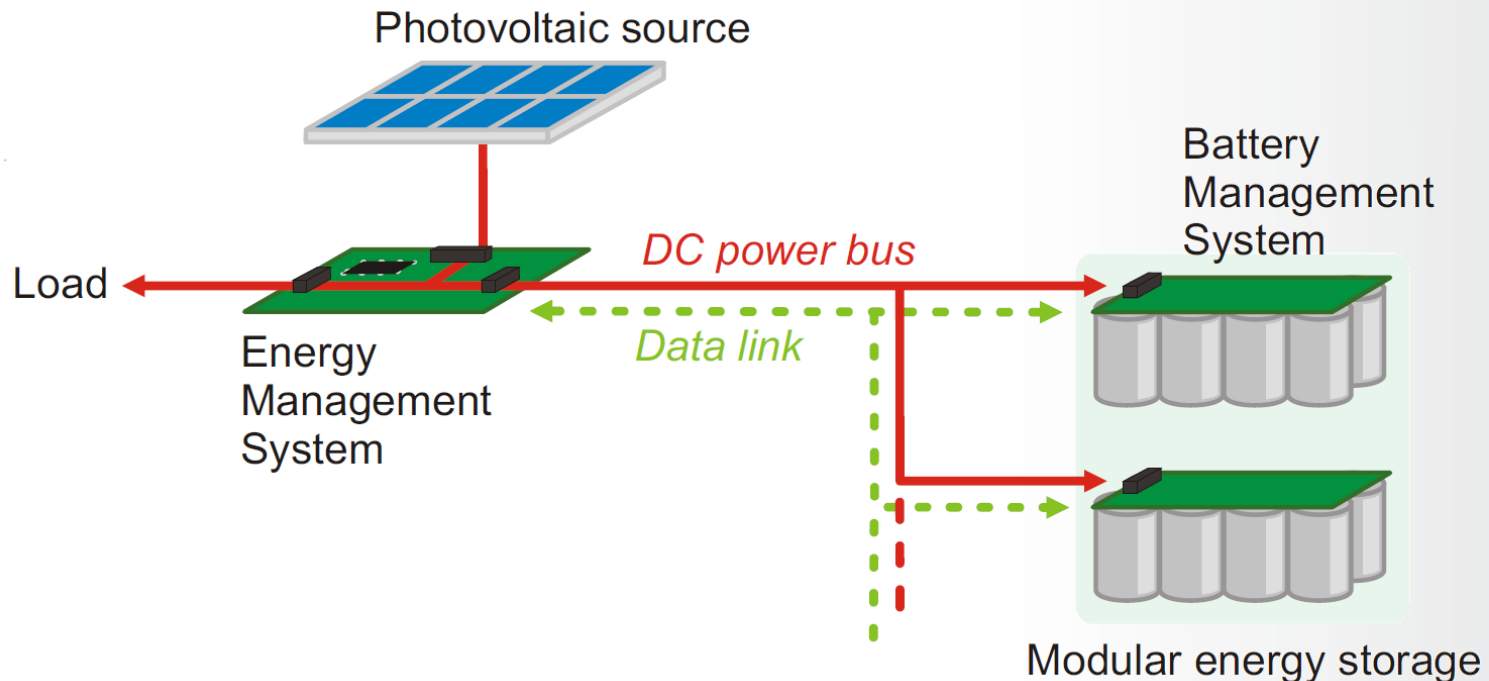 Photovoltaic source
Battery
Management
System
DC power bus
Load
Data link
Energy
Management
System
Modular energy storage